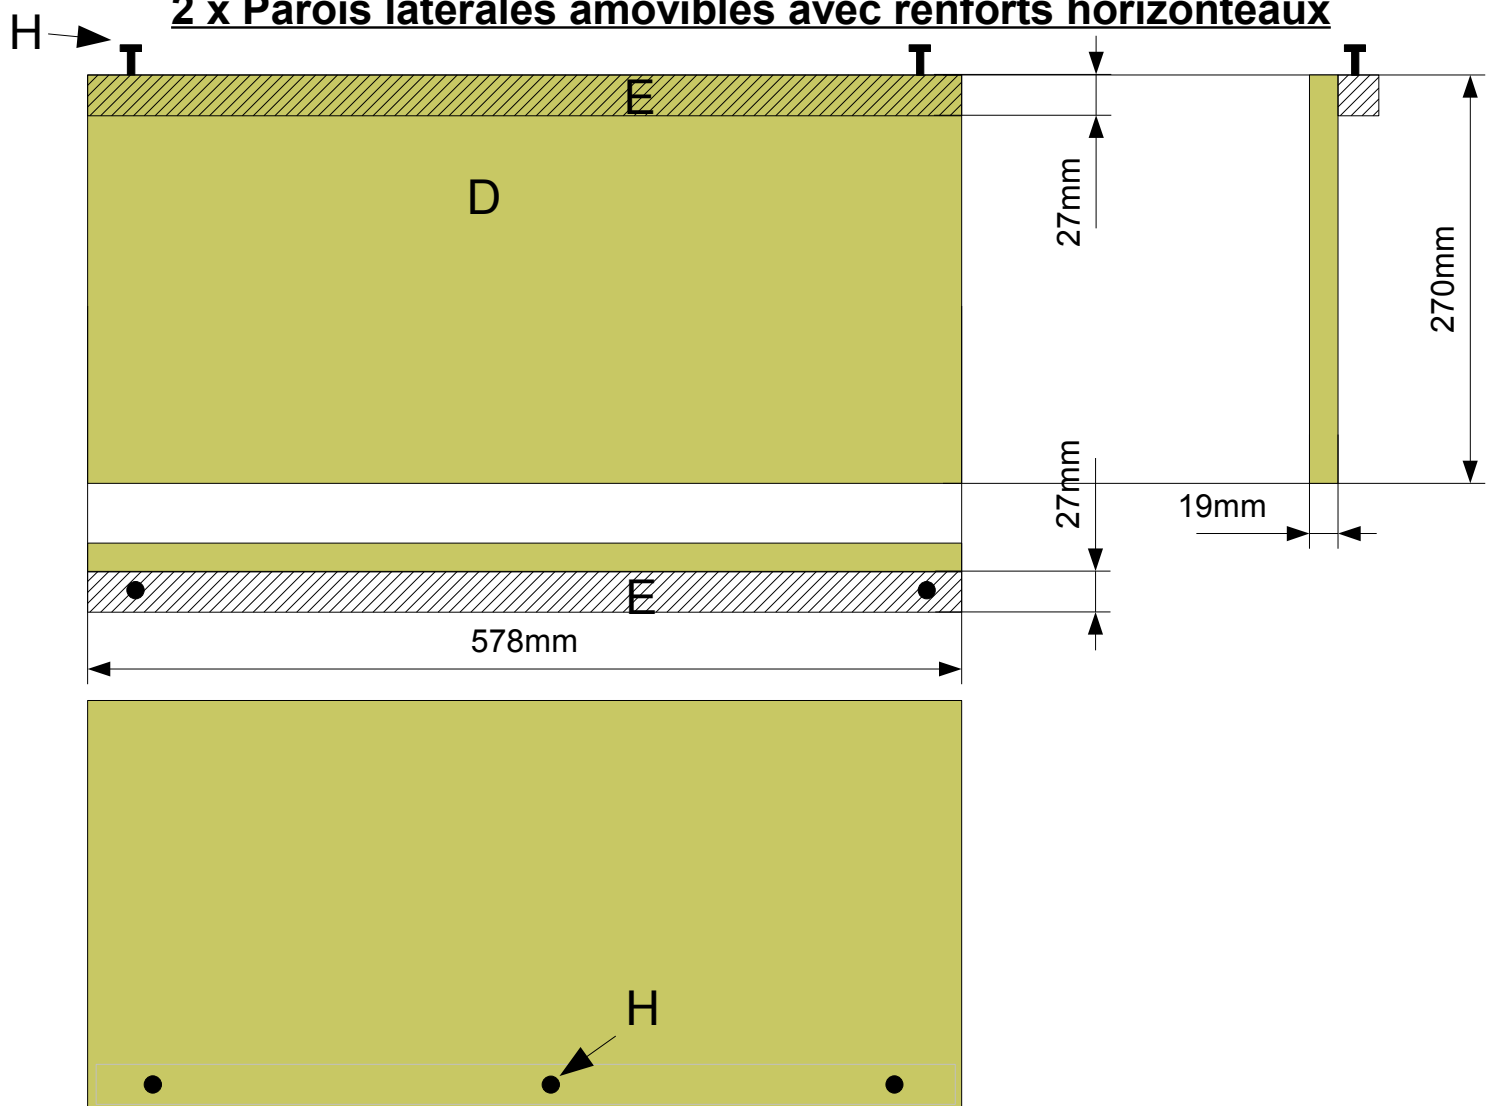 2 x Parois latérales amovibles avec renforts horizonteaux
H
E
D
27mm
270mm
27mm
19mm
E
578mm
H